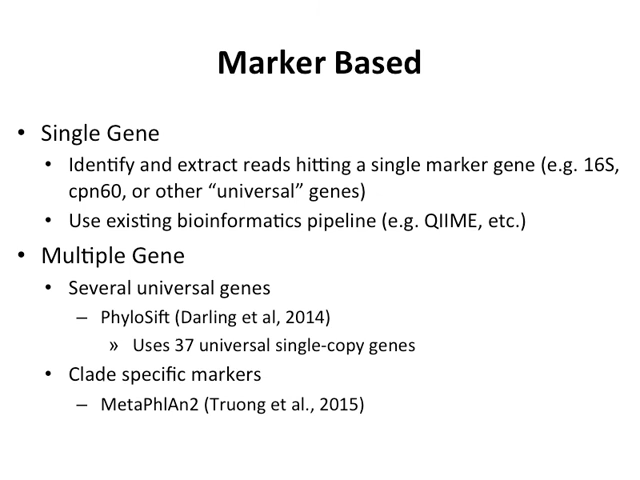 Marker Based
• Single Gene
• Identify and extract reads hitting a single marker gene (e.g. 16S,
cpn60, or other “universal” genes)
• Use existing bioinformatics pipeline (e.g. QIIME, etc.)
• Multiple Gene
• Several universal genes
– PhyloSift (Darling et al, 2014)
» Uses 37 universal single-copy genes
• Clade specific markers
– MetaPhlAn2 (Truong et al., 2015)